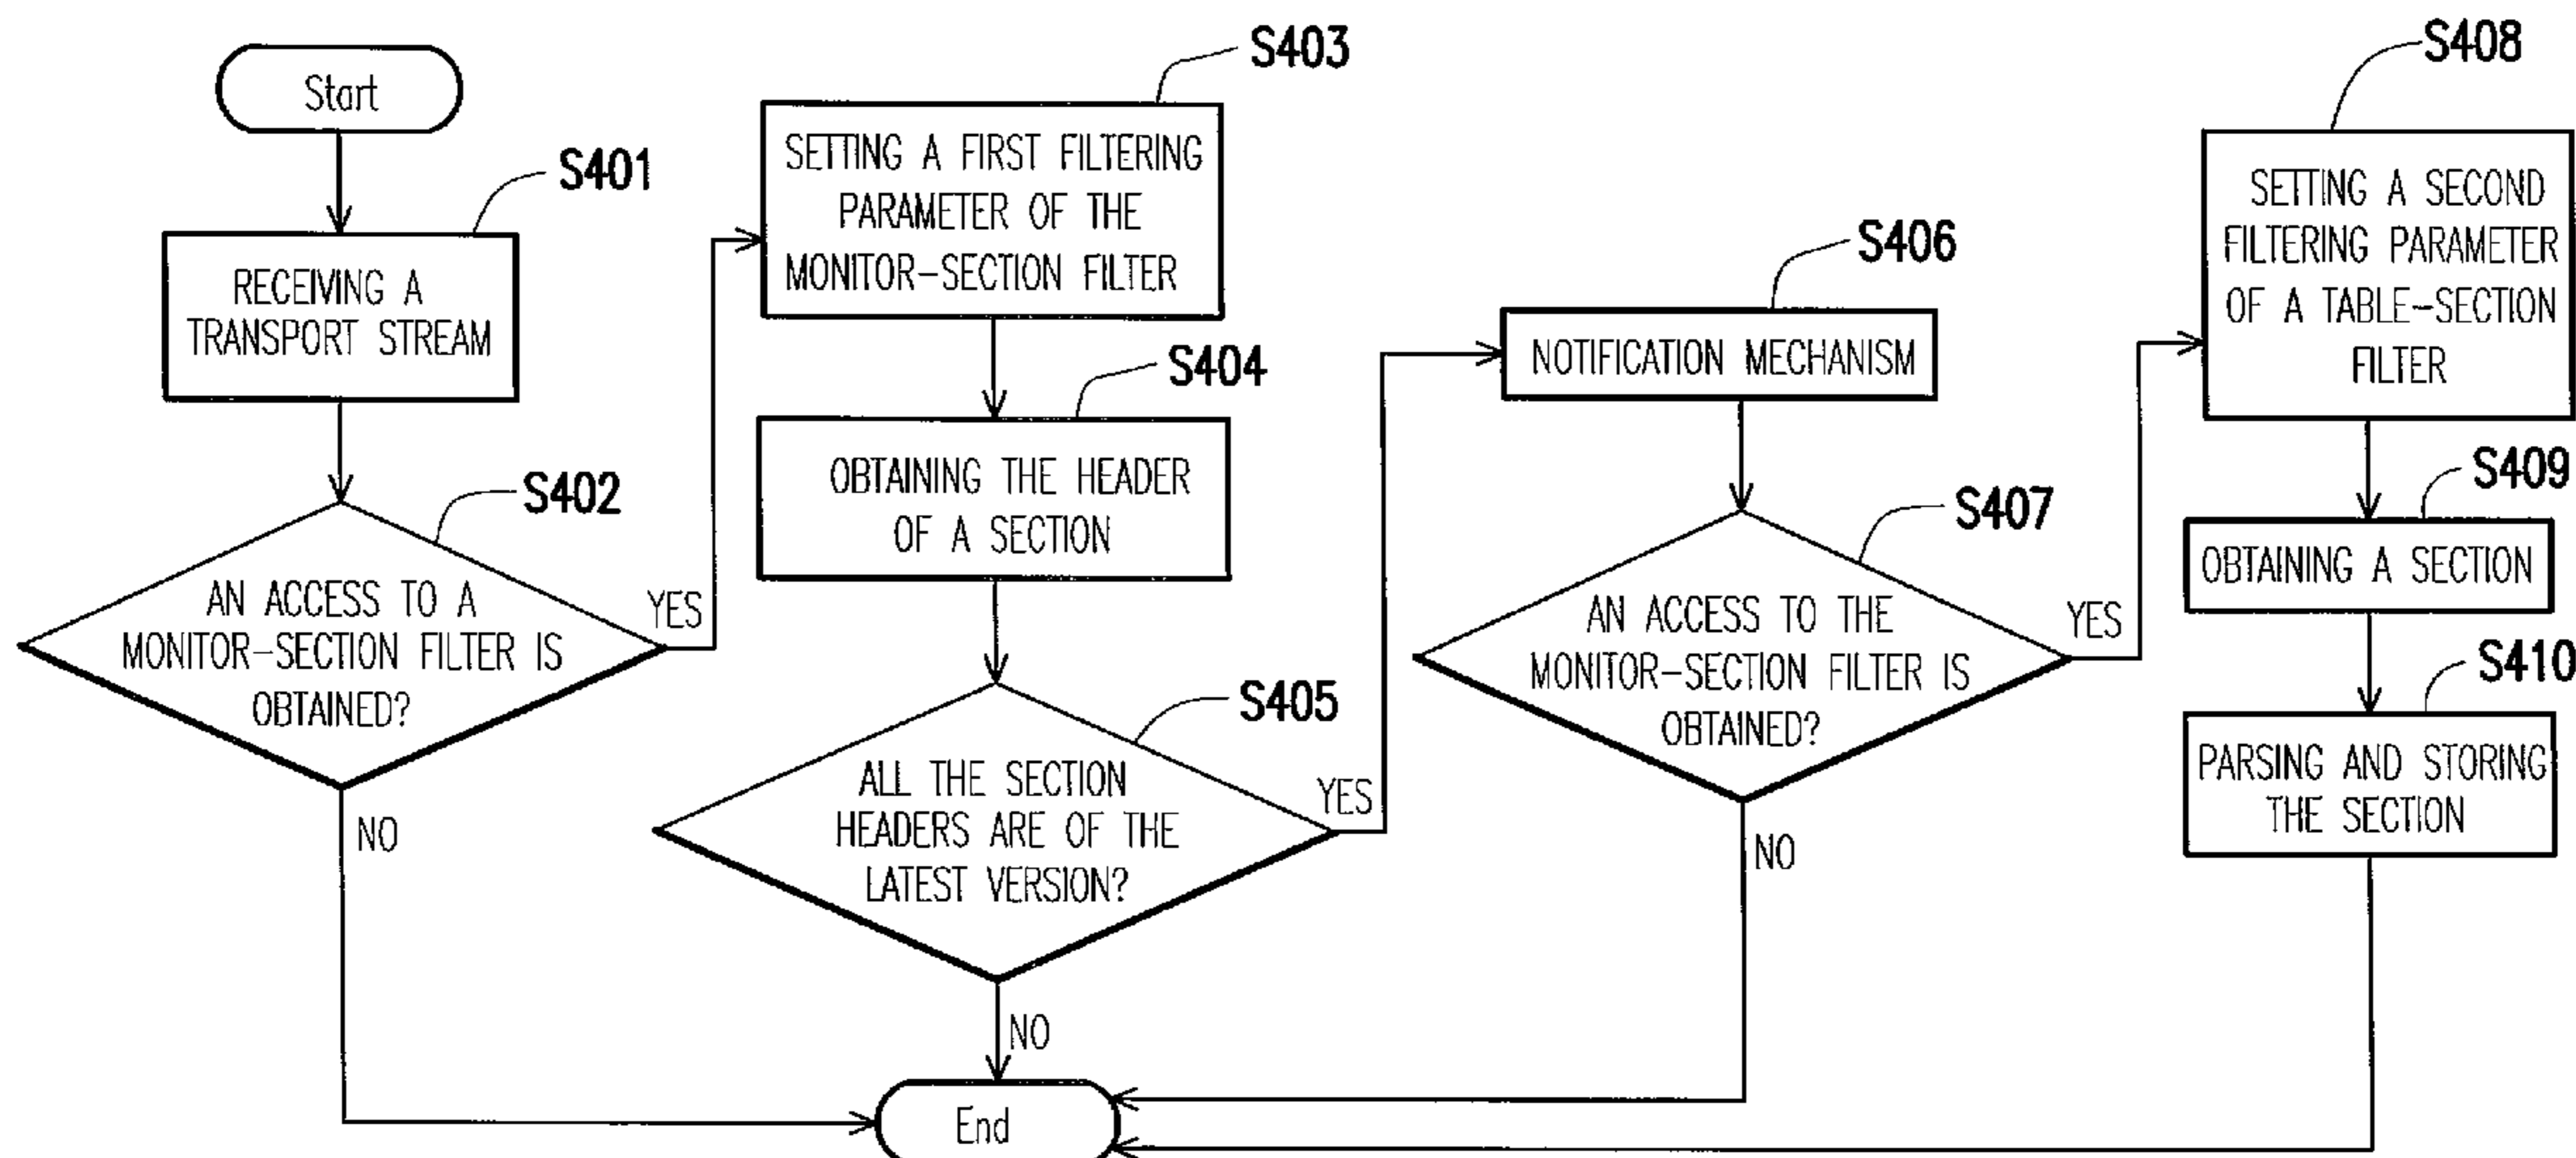 Start
S401
RECEIVING A
TRANSPORT STREAM
S402
AN ACCESS TO A
MONITOR-SECTION FILTER IS
OBTAINED?
YES
NO
S403
SETTING A FIRST FILTERING
PARAMETER OF THE
MONITOR-SECTION FILTER
S404
OBTAINING THE HEADER
OF A SECTION
S405
ALL THE SECTION
HEADERS ARE OF THE
LATEST VERSION?
YES
NO
S406
NOTIFICATION MECHANISM
S407
AN ACCESS TO THE
MONITOR-SECTION FILTER IS
OBTAINED?
YES
NO
S408
SETTING A SECOND
FILTERING PARAMETER
OF A TABLE-SECTION
FILTER
S409
OBTAINING A SECTION
S410
PARSING AND STORING
THE SECTION
End